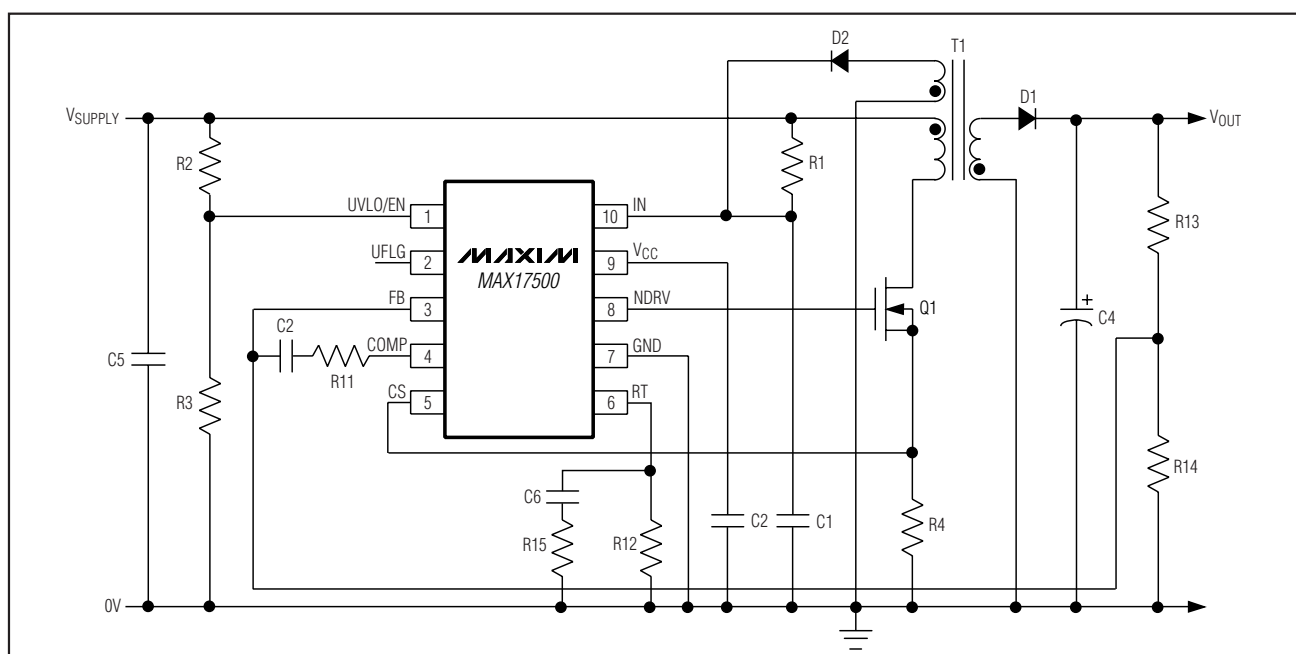 D2
T1
D1
VSUPPLY
VOUT
R2
R1
UVLO/EN
1
10
IN
UFLG
2
MAXIM
MAX17500
9
VCC
R13
FB
3
8
NDRV
Q1
+
C4
C2
R11
COMP
4
7
GND
C5
R3
CS
5
6
RT
R14
C6
R15
R12
C2
C1
R4
0V